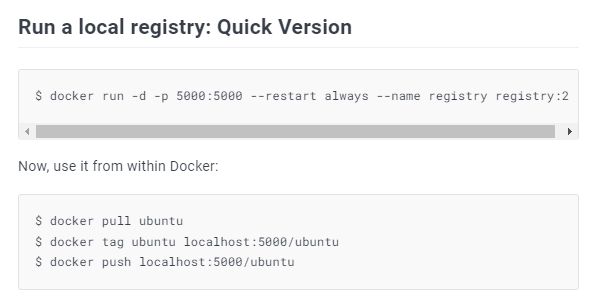 Run a local registry: Quick Version
$ docker run -d -p 5000:5000 --restart always --name registry registry:2
Now, use it from within Docker:
$ docker pull ubuntu
$ docker tag ubuntu localhost:5000/ubuntu
$ docker push localhost:5000/ubuntu